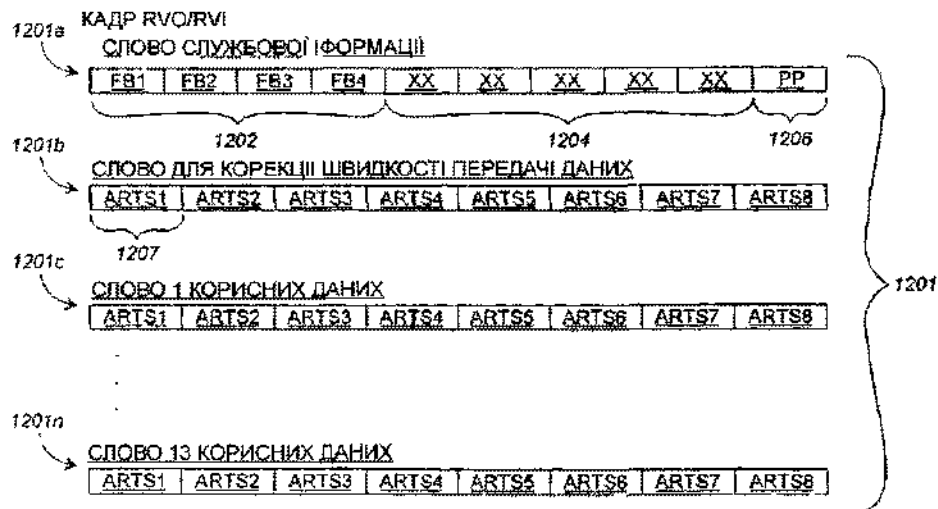 КАДР RVO/RVI
1201a
СЛОВО СЛУЖБОВОЇ ІФОРМАЦІЇ
FB1 FB2 FB3 FB4 XX XX XX XX XX PP
1202 1204 1206
1201b
СЛОВО ДЛЯ КОРЕКЦІЇ ШВИДКОСТІ ПЕРЕДАЧІ ДАНИХ
ARTS1 ARTS2 ARTS3 ARTS4 ARTS5 ARTS6 ARTS7 ARTS8
1207
1201c
1201
СЛОВО 1 КОРИСНИХ ДАНИХ
ARTS1 ARTS2 ARTS3 ARTS4 ARTS5 ARTS6 ARTS7 ARTS8
1201n
СЛОВО 13 КОРИСНИХ ДАНИХ
ARTS1 ARTS2 ARTS3 ARTS4 ARTS5 ARTS6 ARTS7 ARTS8